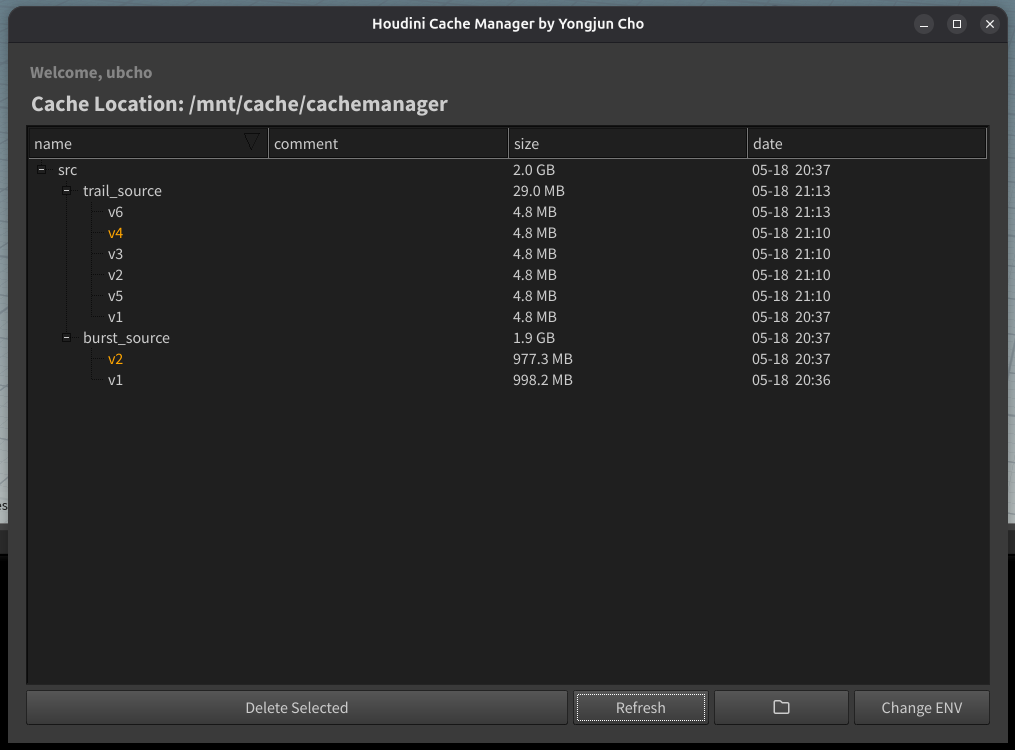 Houdini Cache Manager by Yongjun Cho
Welcome, ubcho
Cache Location: /mnt/cache/cachemanager
name comment size date
src 2.0 GB 05-18 20:37
trail_source 29.0 MB 05-18 21:13
v6 4.8 MB 05-18 21:13
v4 4.8 MB 05-18 21:10
v3 4.8 MB 05-18 21:10
v2 4.8 MB 05-18 21:10
v5 4.8 MB 05-18 21:10
v1 4.8 MB 05-18 20:37
burst_source 1.9 GB 05-18 20:37
v2 977.3 MB 05-18 20:37
v1 998.2 MB 05-18 20:36
Delete Selected Refresh Change ENV